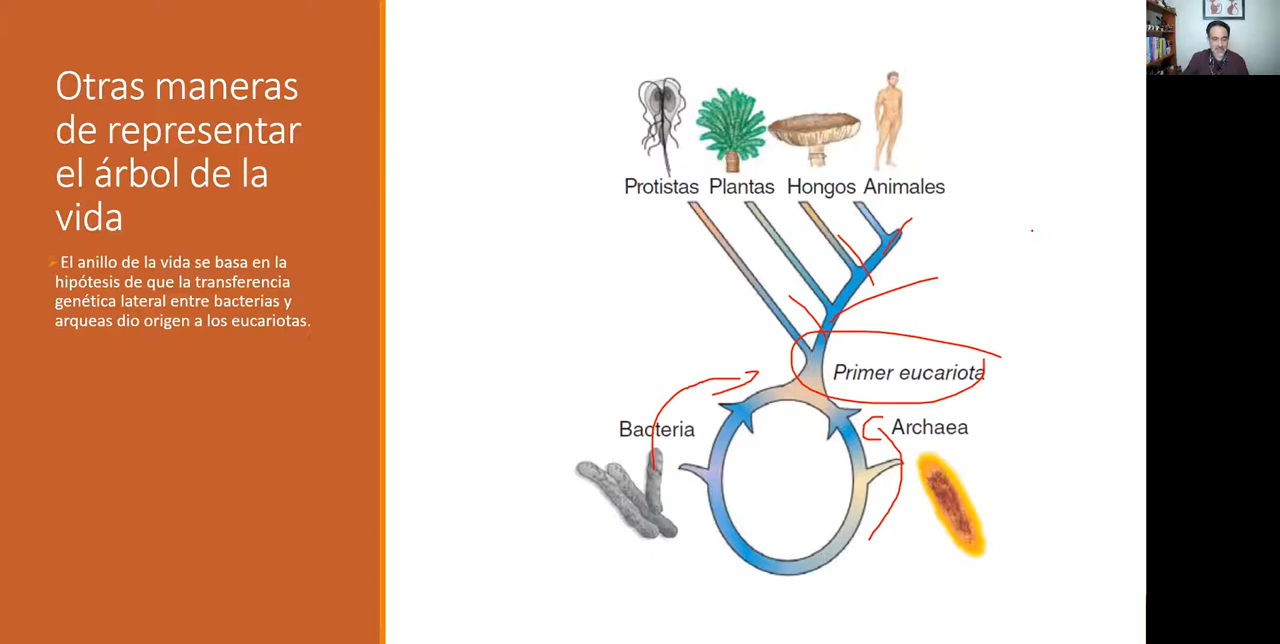 Otras maneras
de representar
el árbol de la
vida
El anillo de la vida se basa en la
hipótesis de que la transferencia
genética lateral entre bacterias y
arqueas dio origen a los eucariotas.
Protistas Plantas Hongos Animales
Primer eucariota
Bacteria
Archaea